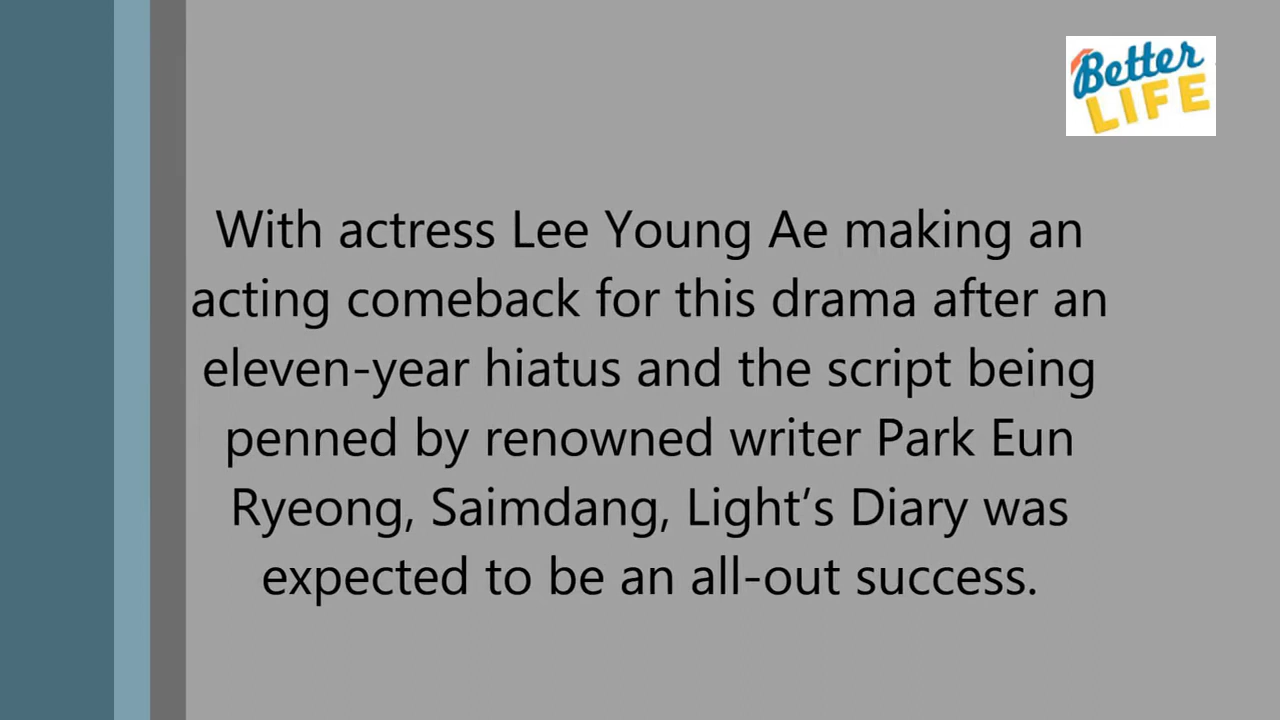 Better
LIFE
With actress Lee Young Ae making an
acting comeback for this drama after an
eleven-year hiatus and the script being
penned by renowned writer Park Eun
Ryeong, Saimdang, Light’s Diary was
expected to be an all-out success.